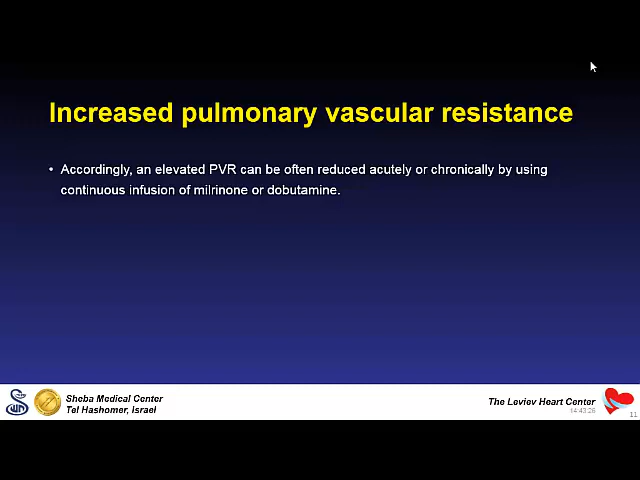 Increased pulmonary vascular resistance
• Accordingly, an elevated PVR can be often reduced acutely or chronically by using
continuous infusion of milrinone or dobutamine.
Sheba Medical Center
Tel Hashomer, Israel
The Leviev Heart Center
14:43:26
11